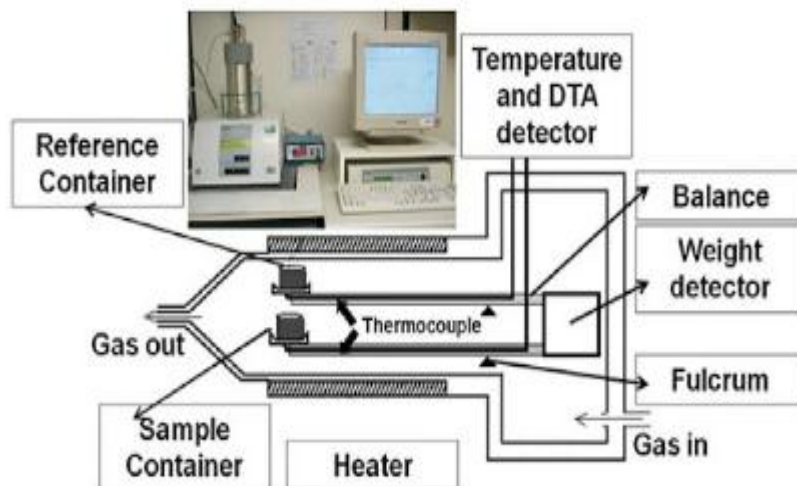 Temperature
and DTA
detector
Reference
Container
Balance
Weight
detector
Thermocouple
Gas out
Fulcrum
Sample
Container
Heater
Gas in